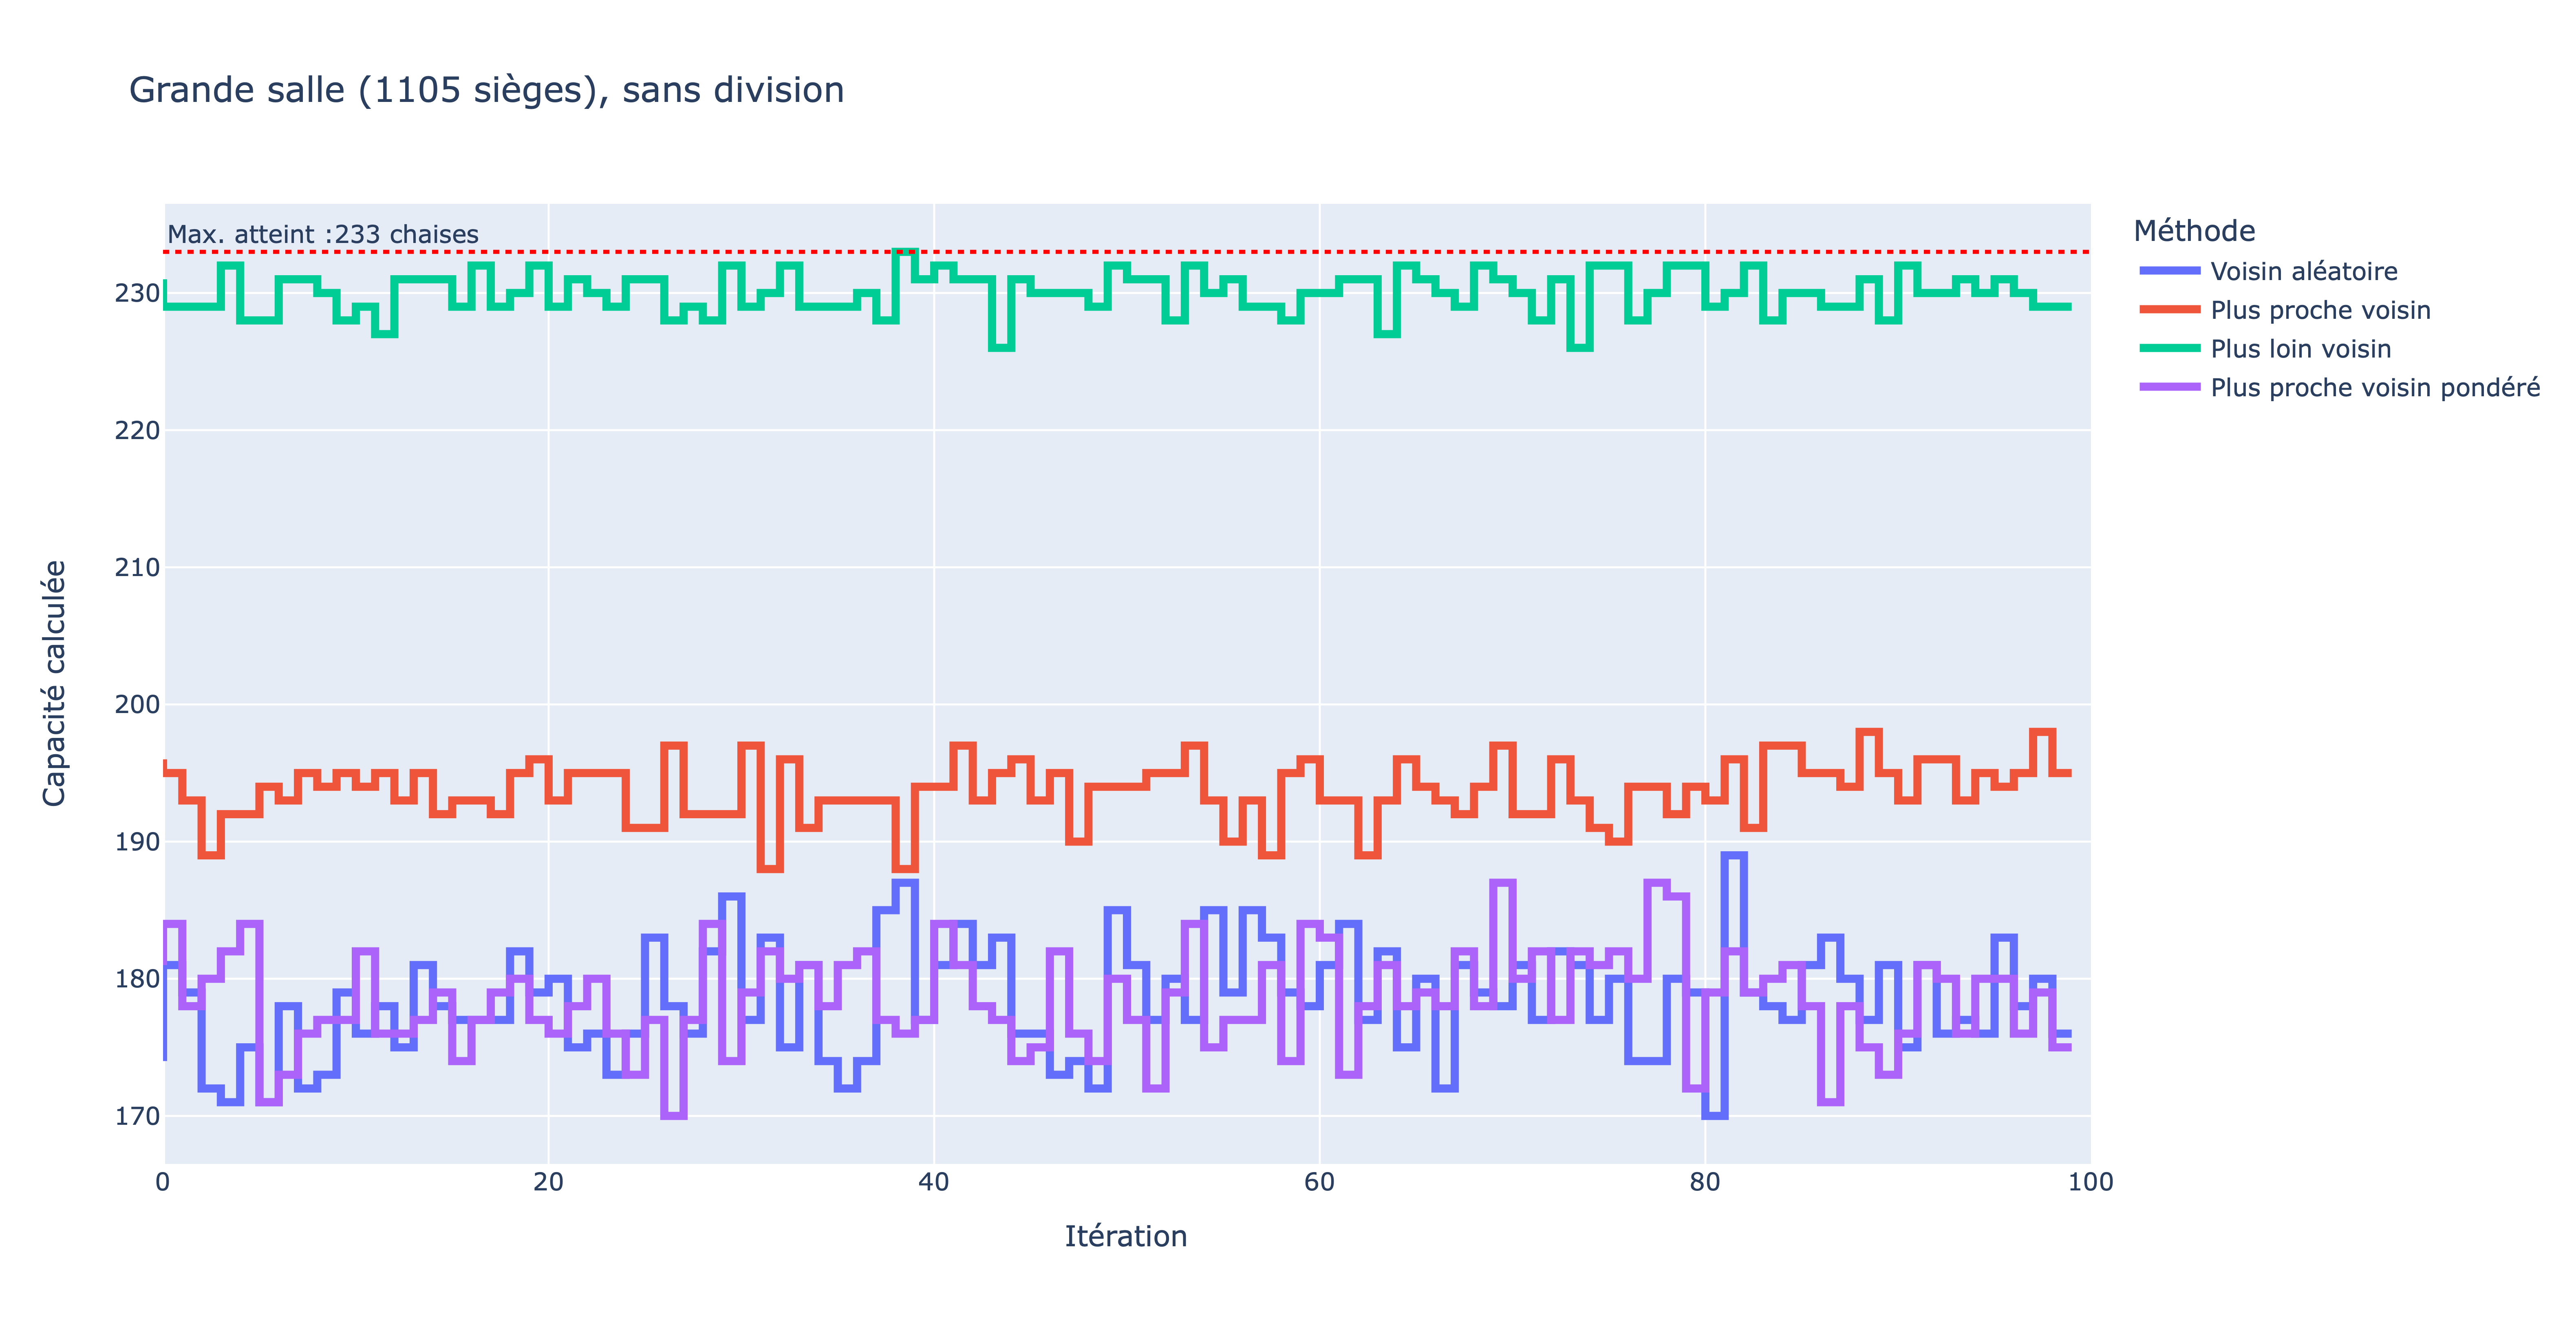 Grande salle (1105 sièges), sans division
Max. atteint :233 chaises
Méthode
Voisin aléatoire
Plus proche voisin
Plus loin voisin
Plus proche voisin pondéré
Capacité calculée
230
220
210
200
190
180
170
0
20
40
60
80
100
Itération